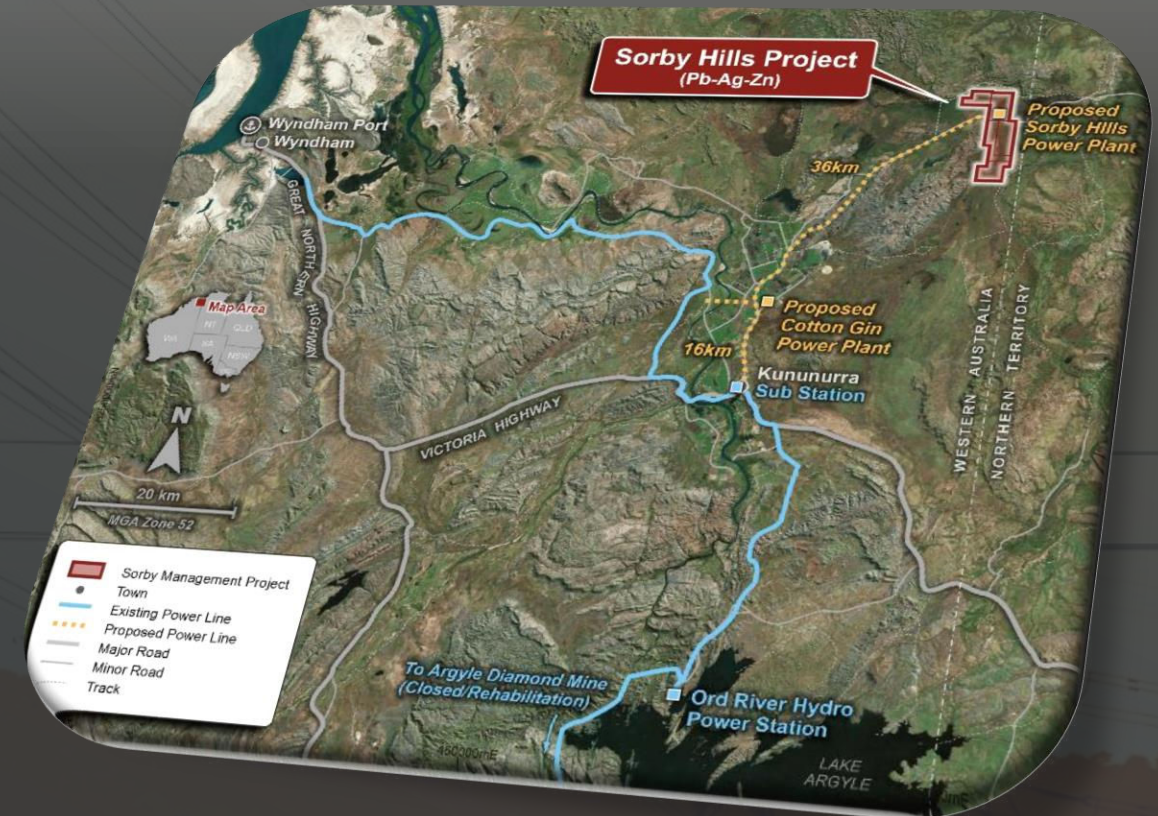 Sorby Hills Project
(Pb-Ag-Zn)
Proposed
Sorby Hills
Power Plant
Wyndham Port
Wyndham
36km
GREAT NORTHERN HIGHWAY
Map Area
WA
NT
QLD
SA
NSW
Proposed
Cotton Gin
Power Plant
16km
Kununurra
Sub Station
WESTERN AUSTRALIA
NORTHERN TERRITORY
VICTORIA HIGHWAY
N
20 km
MGA Zone 52
Sorby Management Project
Town
Existing Power Line
Proposed Power Line
Major Road
Minor Road
Track
To Argyle Diamond Mine
(Closed/Rehabilitation)
Ord River Hydro
Power Station
450000mE
LAKE
ARGYLE